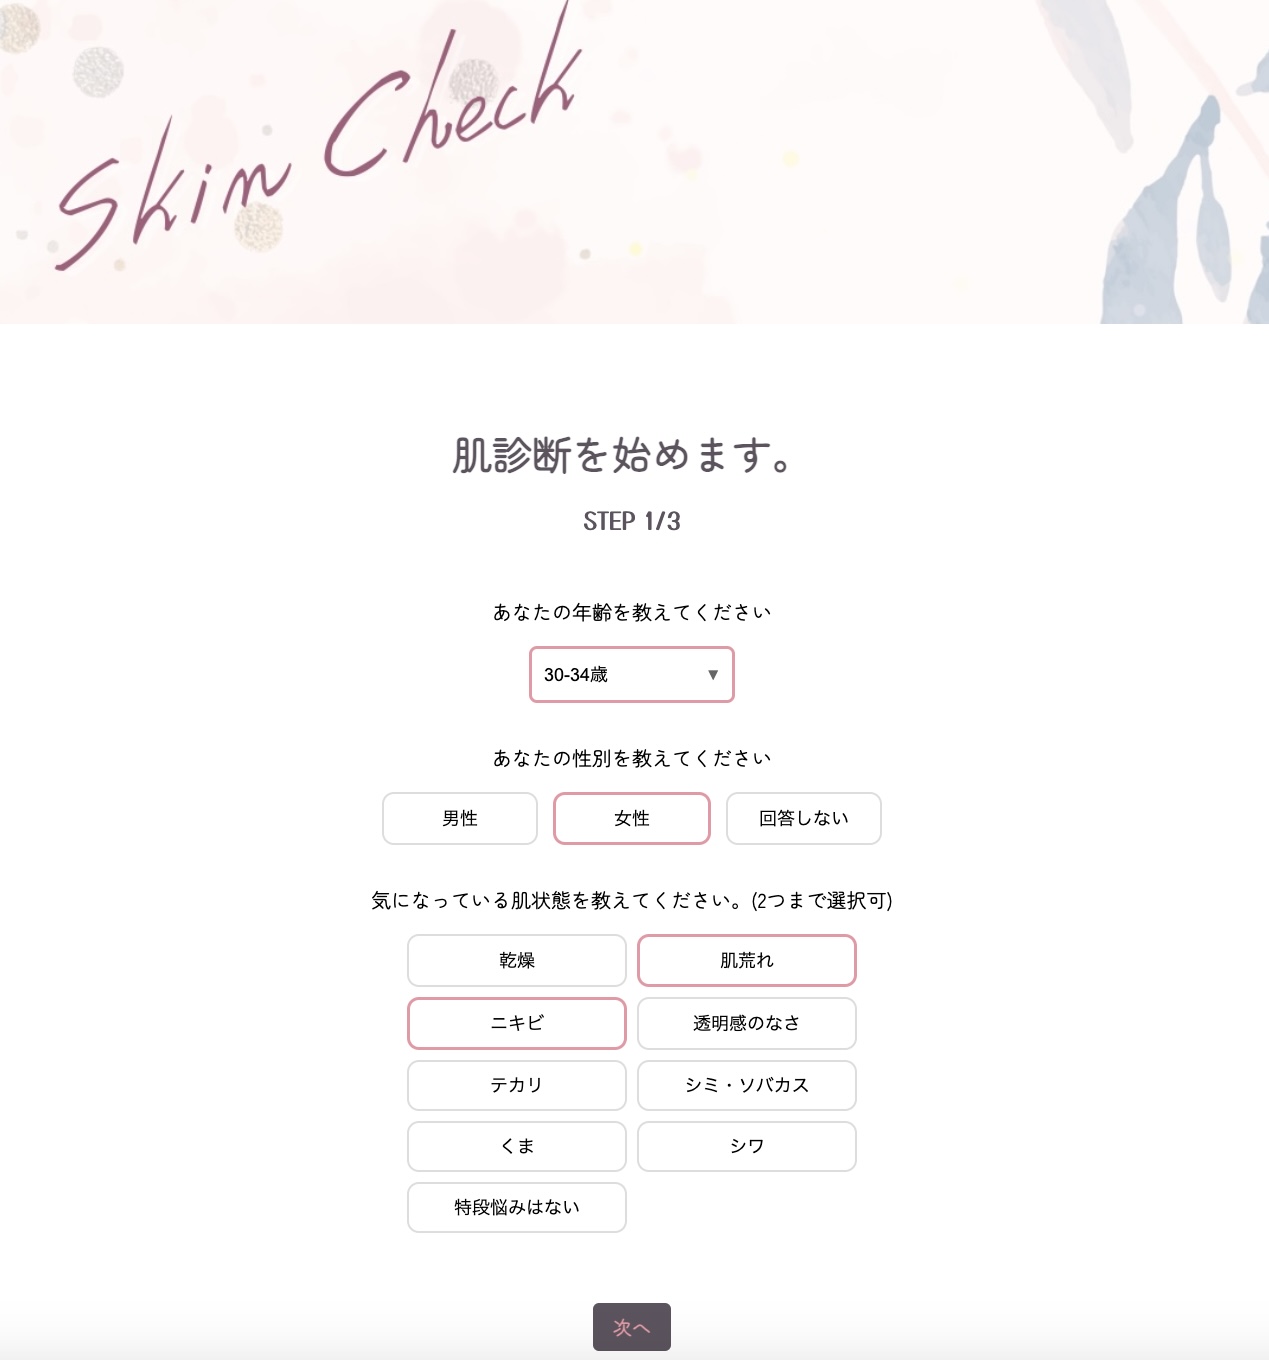 Skin Check
肌診断を始めます。
STEP 1/3
あなたの年齢を教えてください
30-34歳 ▼
あなたの性別を教えてください
男性 女性 回答しない
気になっている肌状態を教えてください。(2つまで選択可)
乾燥 肌荒れ
ニキビ 透明感のなさ
テカリ シミ・ソバカス
くま シワ
特段悩みはない
次へ